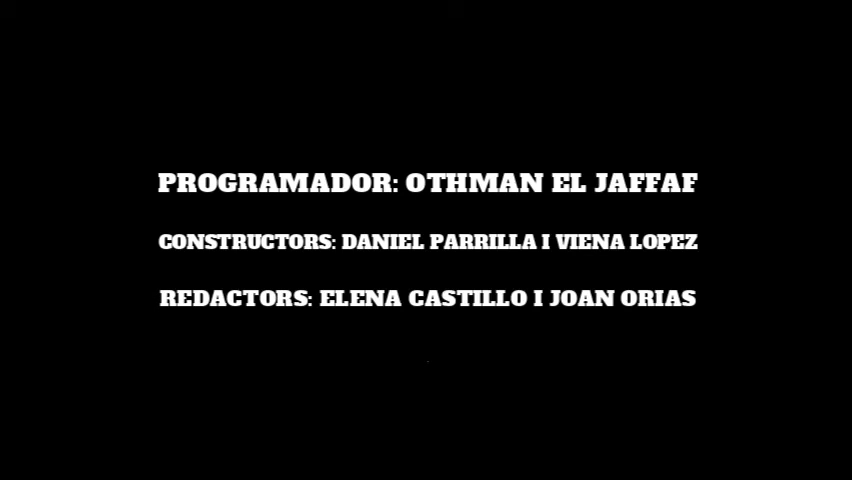 PROGRAMADOR: OTHMAN EL JAFFAF
CONSTRUCTORS: DANIEL PARRILLA I VIENA LOPEZ
REDACTORS: ELENA CASTILLO I JOAN ORIAS